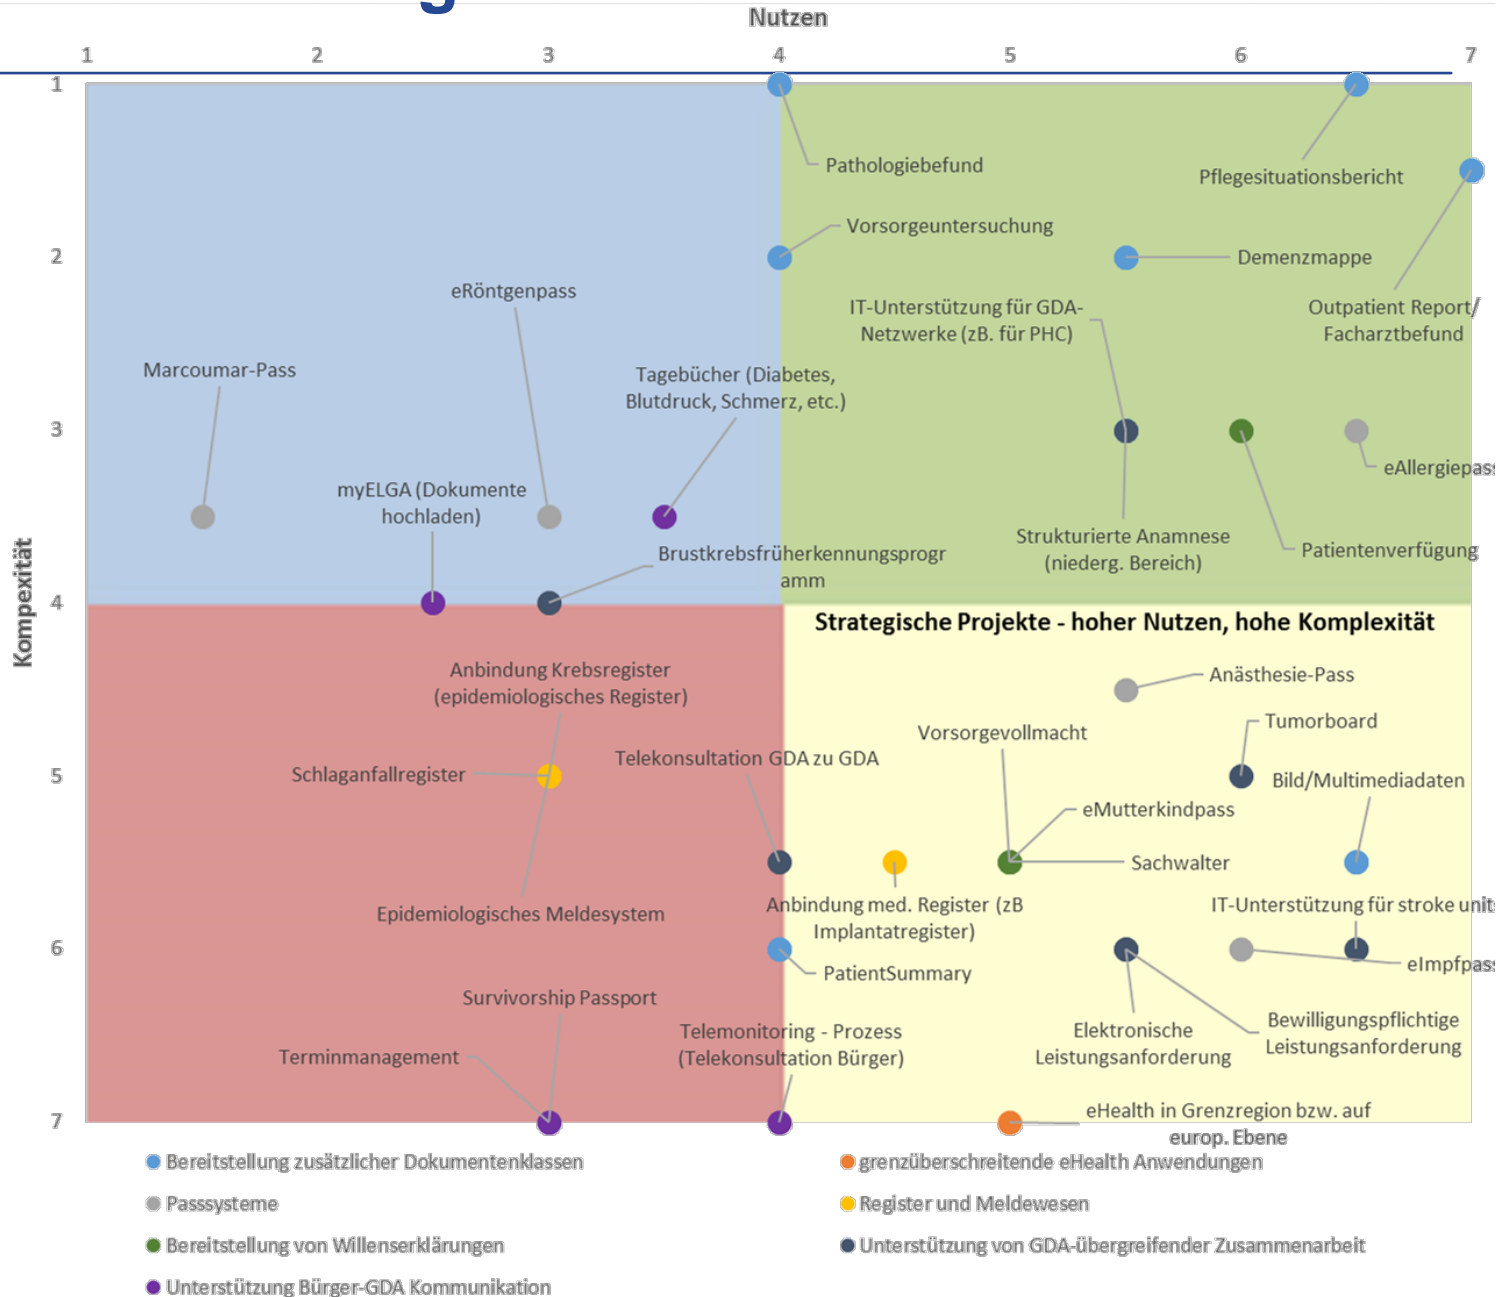 g
Nutzen
1 2 3 4 5 6 7
1
Pathologiebefund
Pflegesituationsbericht
Vorsorgeuntersuchung
2
Demenzmappe
eRöntgenpass
IT-Unterstützung für GDA-
Netzwerke (zB. für PHC)
Outpatient Report/
Facharztbefund
Marcoumar-Pass
Tagebücher (Diabetes,
Blutdruck, Schmerz, etc.)
3
eAllergiepass
myELGA (Dokumente
hochladen)
Strukturierte Anamnese
(niederg. Bereich)
Patientenverfügung
Brustkrebsfrüherkennungsprogr
amm
Kompexität
4
Strategische Projekte - hoher Nutzen, hohe Komplexität
Anbindung Krebsregister
(epidemiologisches Register)
Anästhesie-Pass
Tumorboard
Vorsorgevollmacht
Telekonsultation GDA zu GDA
Schlaganfallregister
5
Bild/Multimediadaten
eMutterkindpass
Sachwalter
Epidemiologisches Meldesystem
Anbindung med. Register (zB
Implantatregister)
IT-Unterstützung für stroke units
6
PatientSummary
eImpfpass
Survivorship Passport
Telemonitoring - Prozess
(Telekonsultation Bürger)
Elektronische
Leistungsanforderung
Bewilligungspflichtige
Leistungsanforderung
Terminmanagement
7
eHealth in Grenzregion bzw. auf
europ. Ebene
Bereitstellung zusätzlicher Dokumentenklassen
grenzüberschreitende eHealth Anwendungen
Passsysteme
Register und Meldewesen
Bereitstellung von Willenserklärungen
Unterstützung von GDA-übergreifender Zusammenarbeit
Unterstützung Bürger-GDA Kommunikation